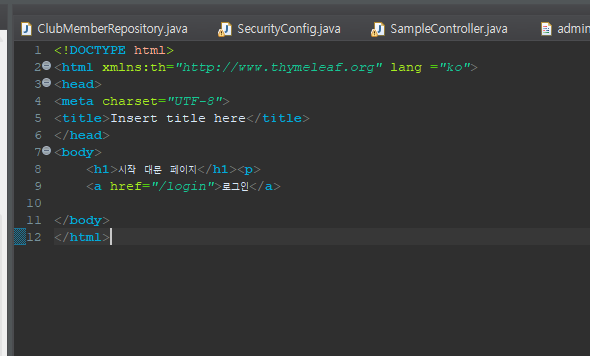 ClubMemberRepository.java SecurityConfig.java SampleController.java admin
1 <!DOCTYPE html>
2 <html xmlns:th="http://www.thymeleaf.org" lang ="ko">
3 <head>
4 <meta charset="UTF-8">
5 <title>Insert title here</title>
6 </head>
7 <body>
8 <h1>시작 대문 페이지</h1><p>
9 <a href="/login">로그인</a>
10
11 </body>
12 </html>